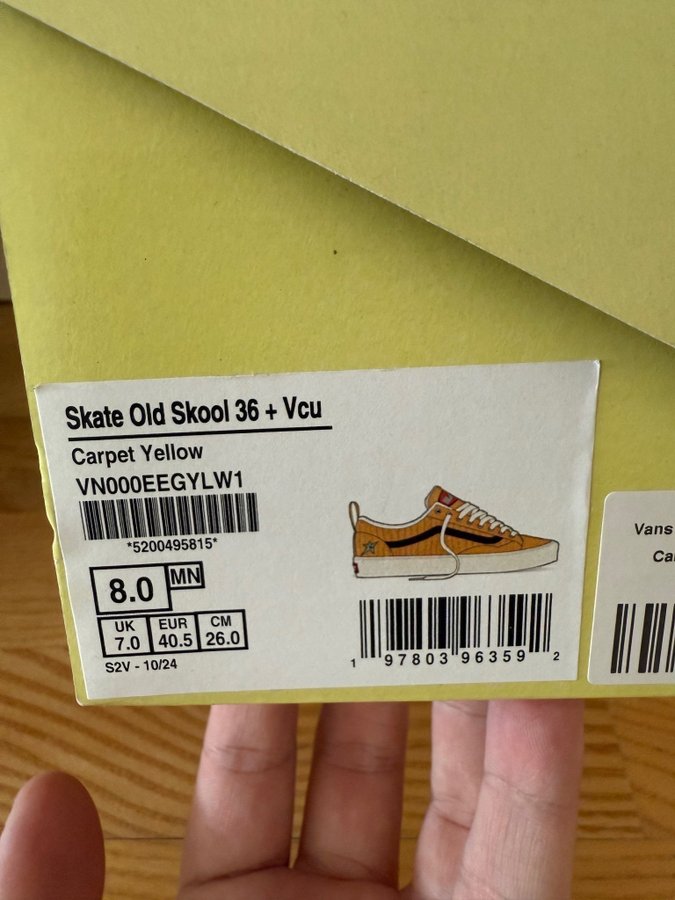 Skate Old Skool 36 + Vcu
Carpet Yellow
VN000EEGYLW1
*5200495815*
8.0 MN
UK EUR CM
7.0 40.5 26.0
S2V - 10/24
1 97803 96359 2
Vans